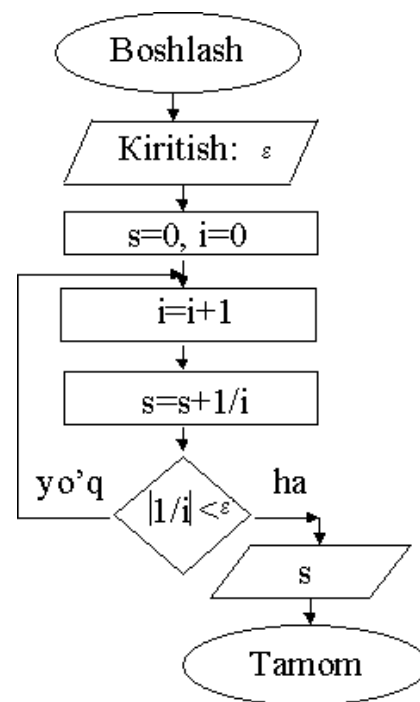 Boshlash
Kiritish: ε
s=0, i=0
i=i+1
s=s+1/i
yo’q
|1/i| <ε
ha
s
Tamom